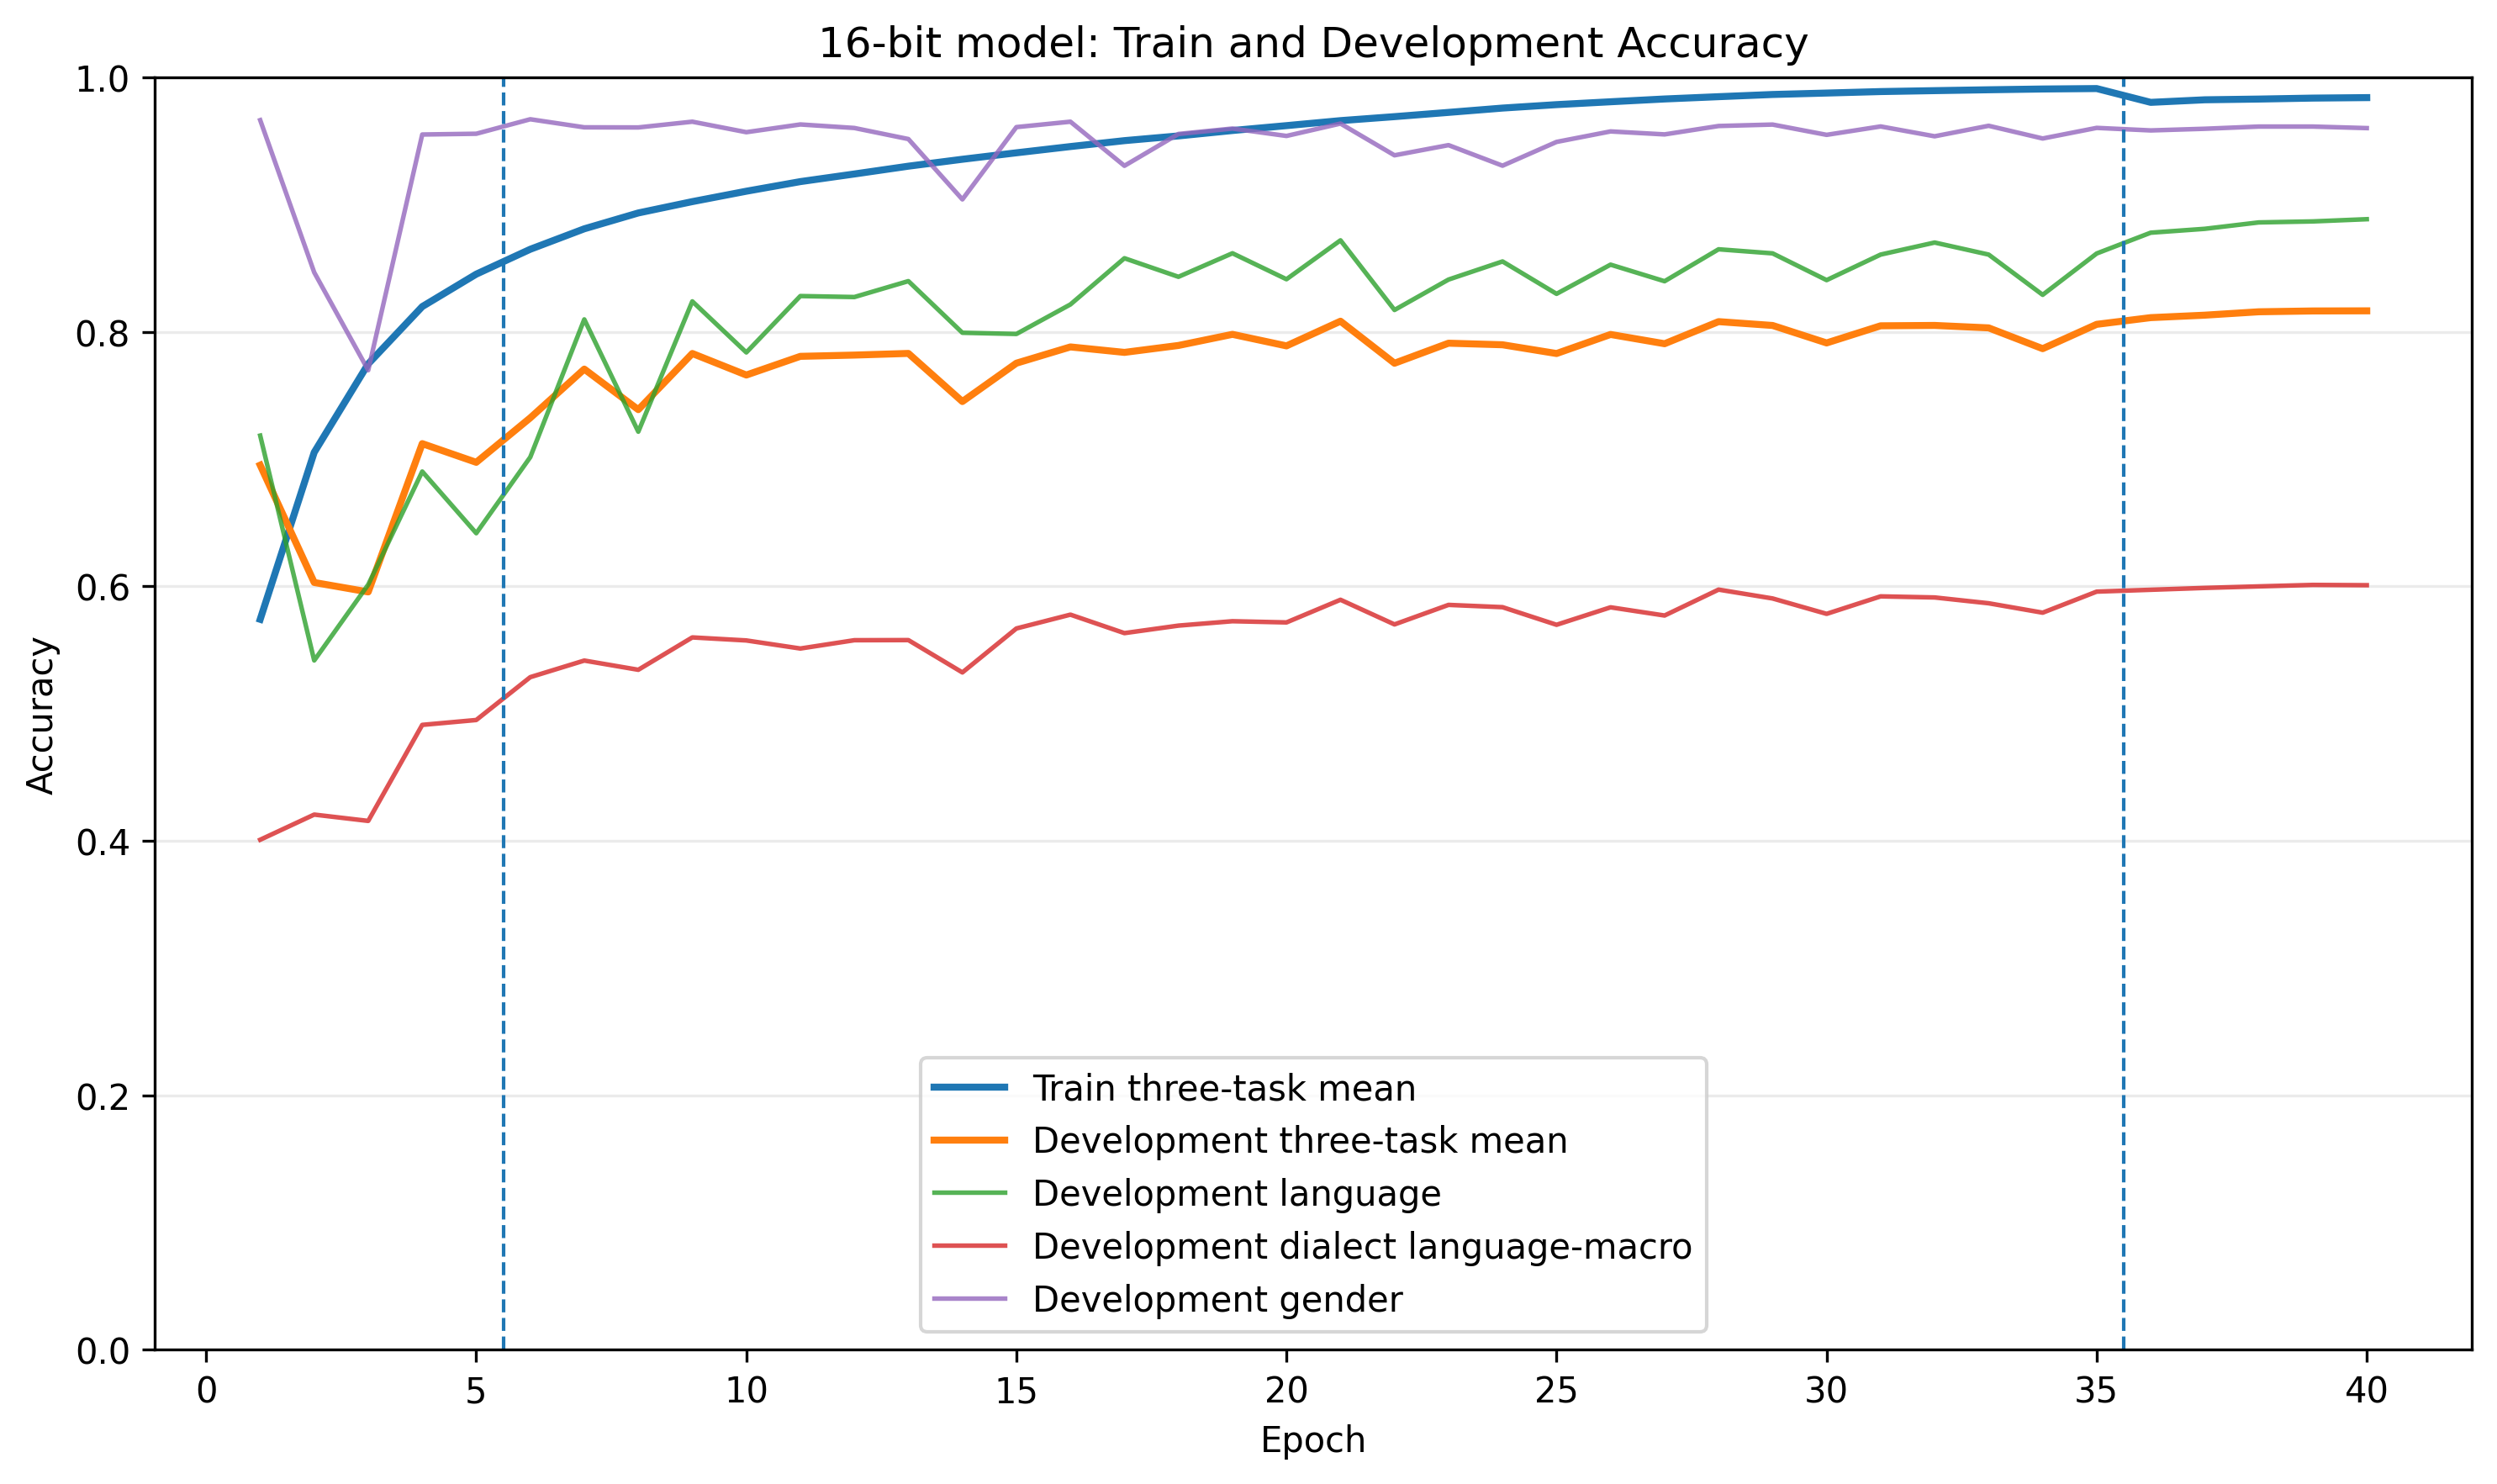 16-bit model: Train and Development Accuracy
1.0
0.8
0.6
0.4
0.2
0.0
Accuracy
Train three-task mean
Development three-task mean
Development language
Development dialect language-macro
Development gender
0 5 10 15 20 25 30 35 40
Epoch